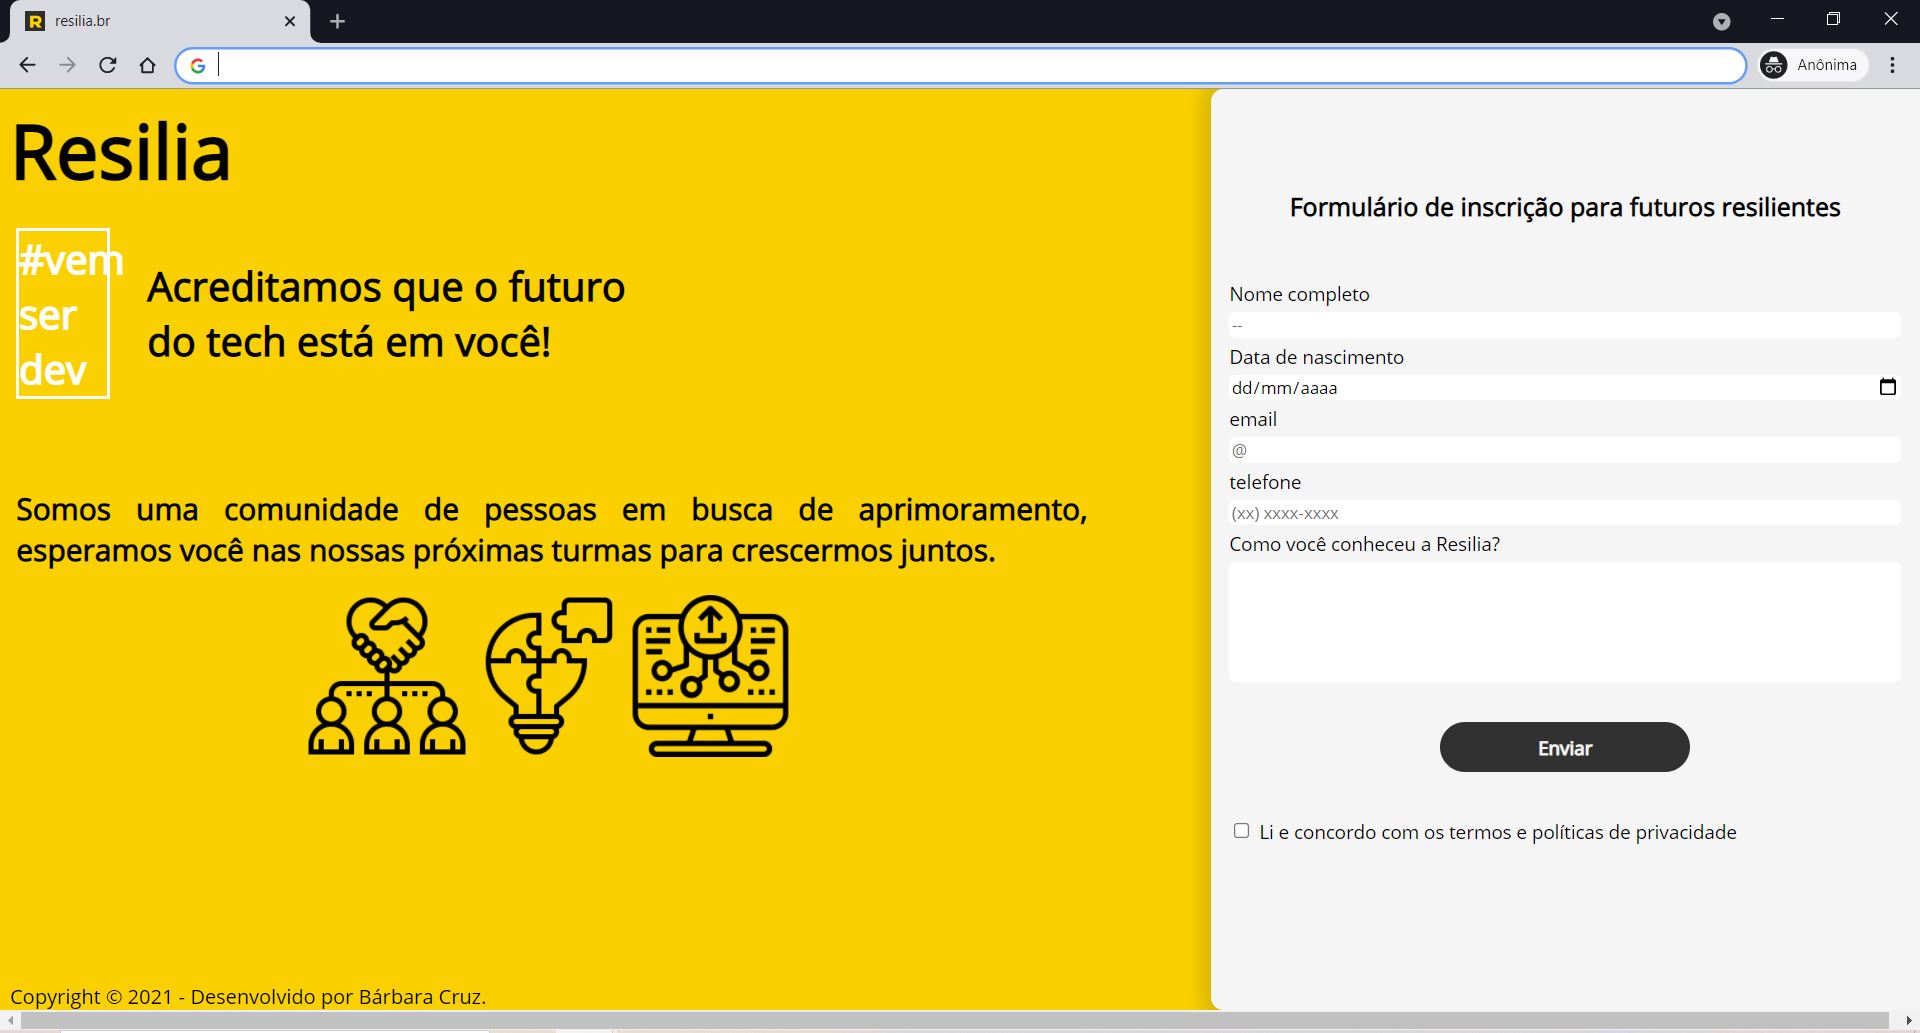 resilia.br
Anônima
Resilia
#vem
ser
dev
Acreditamos que o futuro
do tech está em você!
Somos uma comunidade de pessoas em busca de aprimoramento,
esperamos você nas nossas próximas turmas para crescermos juntos.
Copyright © 2021 - Desenvolvido por Bárbara Cruz.
Formulário de inscrição para futuros resilientes
Nome completo
--
Data de nascimento
dd/mm/aaaa
email
@
telefone
(xx) xxxx-xxxx
Como você conheceu a Resilia?
Enviar
Li e concordo com os termos e políticas de privacidade